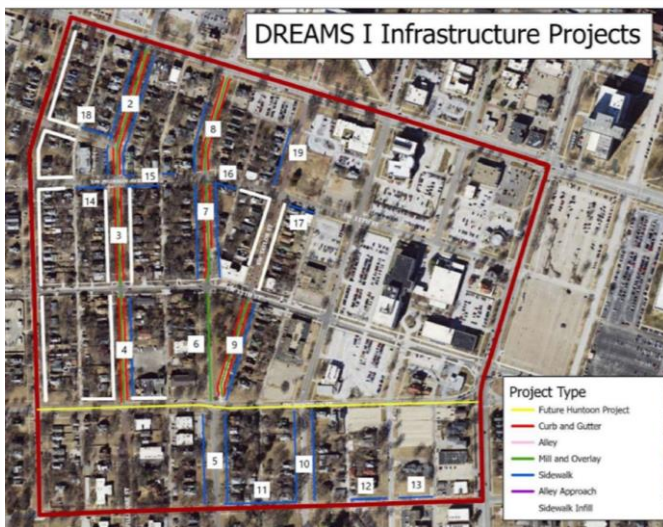 DREAMS I Infrastructure Projects
2
18
8
19
15
16
14
7
17
3
6
4
9
5
10
11
12
13
Project Type
Future Huntoon Project
Curb and Gutter
Alley
Mill and Overlay
Sidewalk
Alley Approach
Sidewalk Infill